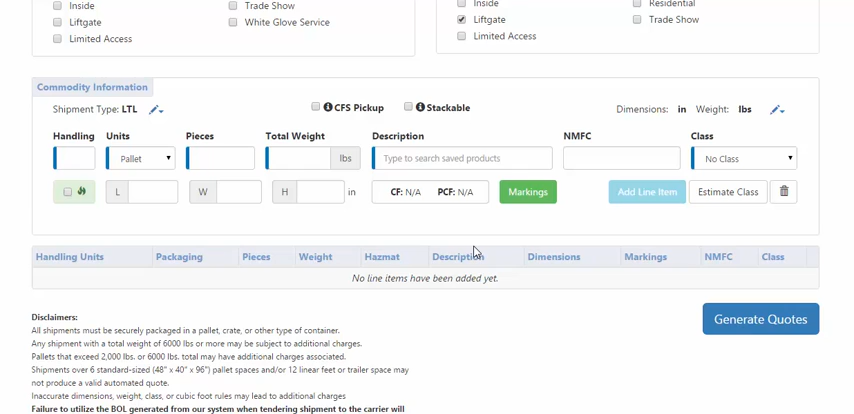 Inside Trade Show Inside Residential
Liftgate White Glove Service Liftgate Trade Show
Limited Access Limited Access
Commodity Information
Shipment Type: LTL CFS Pickup Stackable Dimensions: in Weight: lbs
Handling Units Pieces Total Weight Description NMFC Class
Pallet lbs Type to search saved products No Class
L W H in CF: N/A PCF: N/A Markings Add Line Item Estimate Class
Handling Units Packaging Pieces Weight Hazmat Description Dimensions Markings NMFC Class
No line items have been added yet.
Disclaimers:
Generate Quotes
All shipments must be securely packaged in a pallet, crate, or other type of container.
Any shipment with a total weight of 6000 lbs or more may be subject to additional charges.
Pallets that exceed 2,000 lbs. or 6000 lbs. total may have additional charges associated.
Shipments over 6 standard-sized (48" x 40" x 96") pallet spaces and/or 12 linear feet or trailer space may
not produce a valid automated quote.
Inaccurate dimensions, weight, class, or cubic foot rules may lead to additional charges
Failure to utilize the BOL generated from our system when tendering shipment to the carrier will